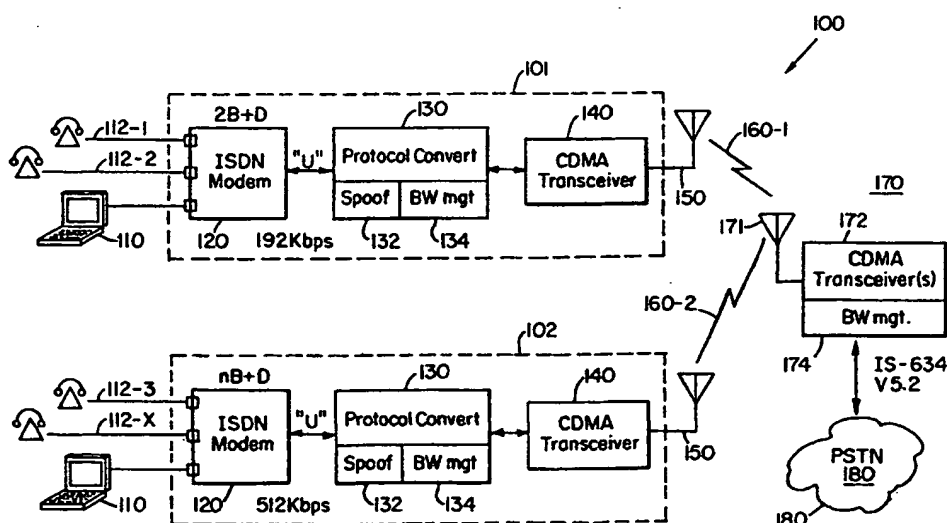 100
101
2B+D
130
140
112-1
112-2
ISDN
Modem
"U"
Protocol Convert
Spoof
BW mgt
CDMA
Transceiver
160-1
150
170
110
120
192Kbps
132
134
171
172
CDMA
Transceiver(s)
BW mgt.
160-2
174
IS-634
V5.2
102
nB+D
130
140
112-3
112-X
ISDN
Modem
"U"
Protocol Convert
Spoof
BW mgt
CDMA
Transceiver
150
PSTN
180
110
120
512Kbps
132
134
180